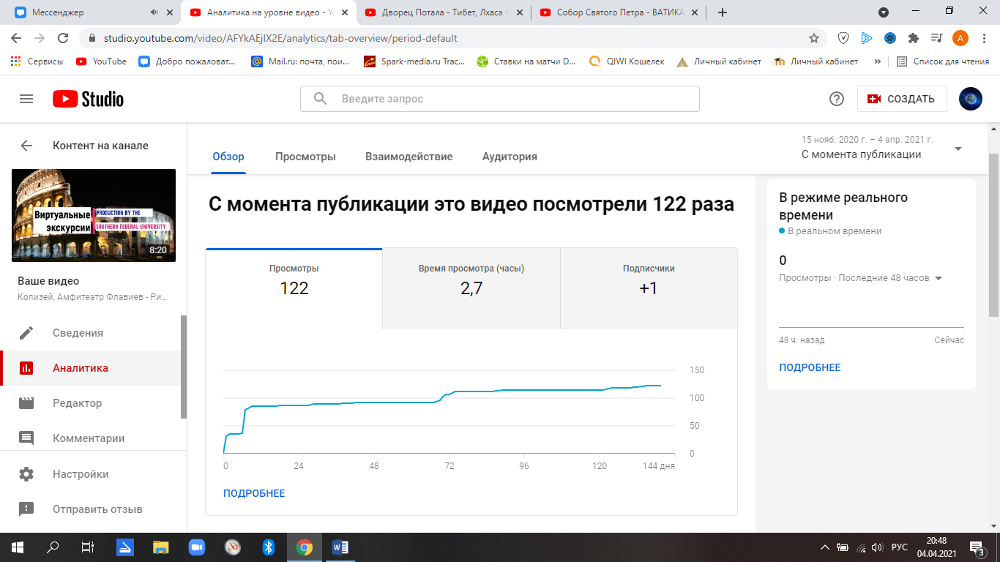 Мессенджер
Аналитика на уровне видео - Yo
Дворец Потала - Тибет, Лхаса -
Собор Святого Петра - ВАТИКА
studio.youtube.com/video/AFYkAEjlX2E/analytics/tab-overview/period-default
А
Сервисы
YouTube
Добро пожаловат...
Mail.ru: почта, пои...
Spark-media.ru Trac...
Ставки на матчи D...
QIWI Кошелек
Личный кабинет
Личный кабинет
»
Список для чтения
Studio
Введите запрос
СОЗДАТЬ
Контент на канале
Обзор
Просмотры
Взаимодействие
Аудитория
15 нояб. 2020 г. – 4 апр. 2021 г.
С момента публикации
Виртуальные
экскурсии
PRODUCTION BY THE
SOUTHERN FEDERAL UNIVERSITY
8:20
Ваше видео
Колизей, Амфитеатр Флавиев - Ри...
Сведения
Аналитика
Редактор
Комментарии
Настройки
Отправить отзыв
С момента публикации это видео посмотрели 122 раза
Просмотры
122
Время просмотра (часы)
2,7
Подписчики
+1
150
100
50
0
0
24
48
72
96
120
144 дня
ПОДРОБНЕЕ
В режиме реального
времени
В реальном времени
0
Просмотры · Последние 48 часов
48 ч. назад
Сейчас
ПОДРОБНЕЕ
РУС
20:48
04.04.2021
3